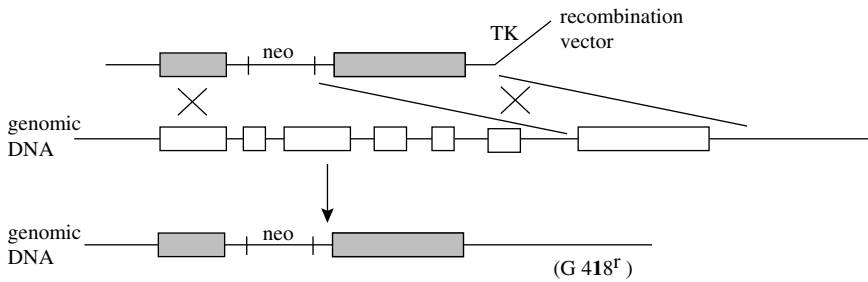 recombination
vector
TK
neo
genomic
DNA
genomic
DNA
neo
(G 418ʳ )